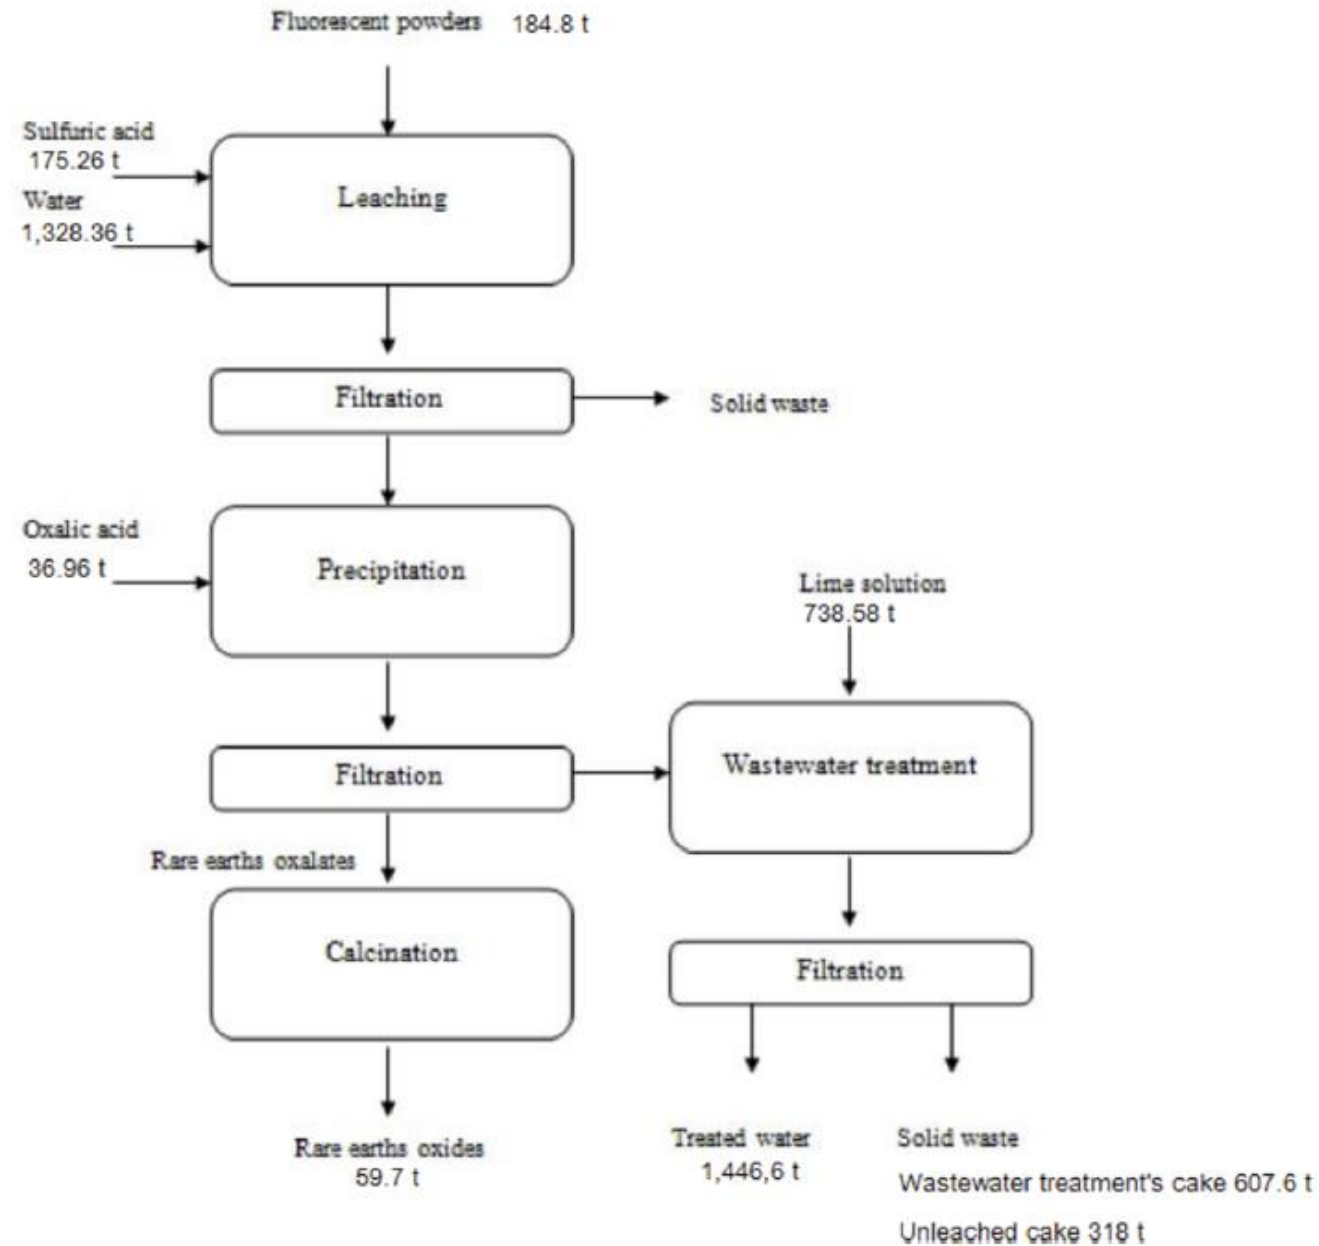 Fluorescent powders 184.8 t
Sulfuric acid
175.26 t
Water
1,328.36 t
Leaching
Filtration
Solid waste
Oxalic acid
36.96 t
Precipitation
Lime solution
738.58 t
Filtration
Wastewater treatment
Rare earths oxalates
Calcination
Filtration
Rare earths oxides
59.7 t
Treated water
1,446,6 t
Solid waste
Wastewater treatment's cake 607.6 t
Unleached cake 318 t